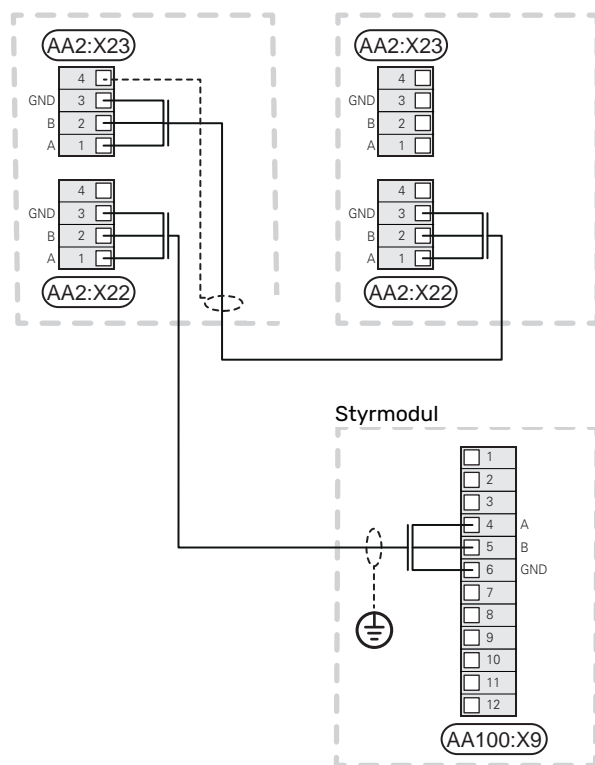 AA2:X23
4
GND 3
B 2
A 1
4
GND 3
B 2
A 1
AA2:X22
AA2:X23
4
GND 3
B 2
A 1
4
GND 3
B 2
A 1
AA2:X22
Styrmodul
1
2
3
4 A
5 B
6 GND
7
8
9
10
11
12
AA100:X9